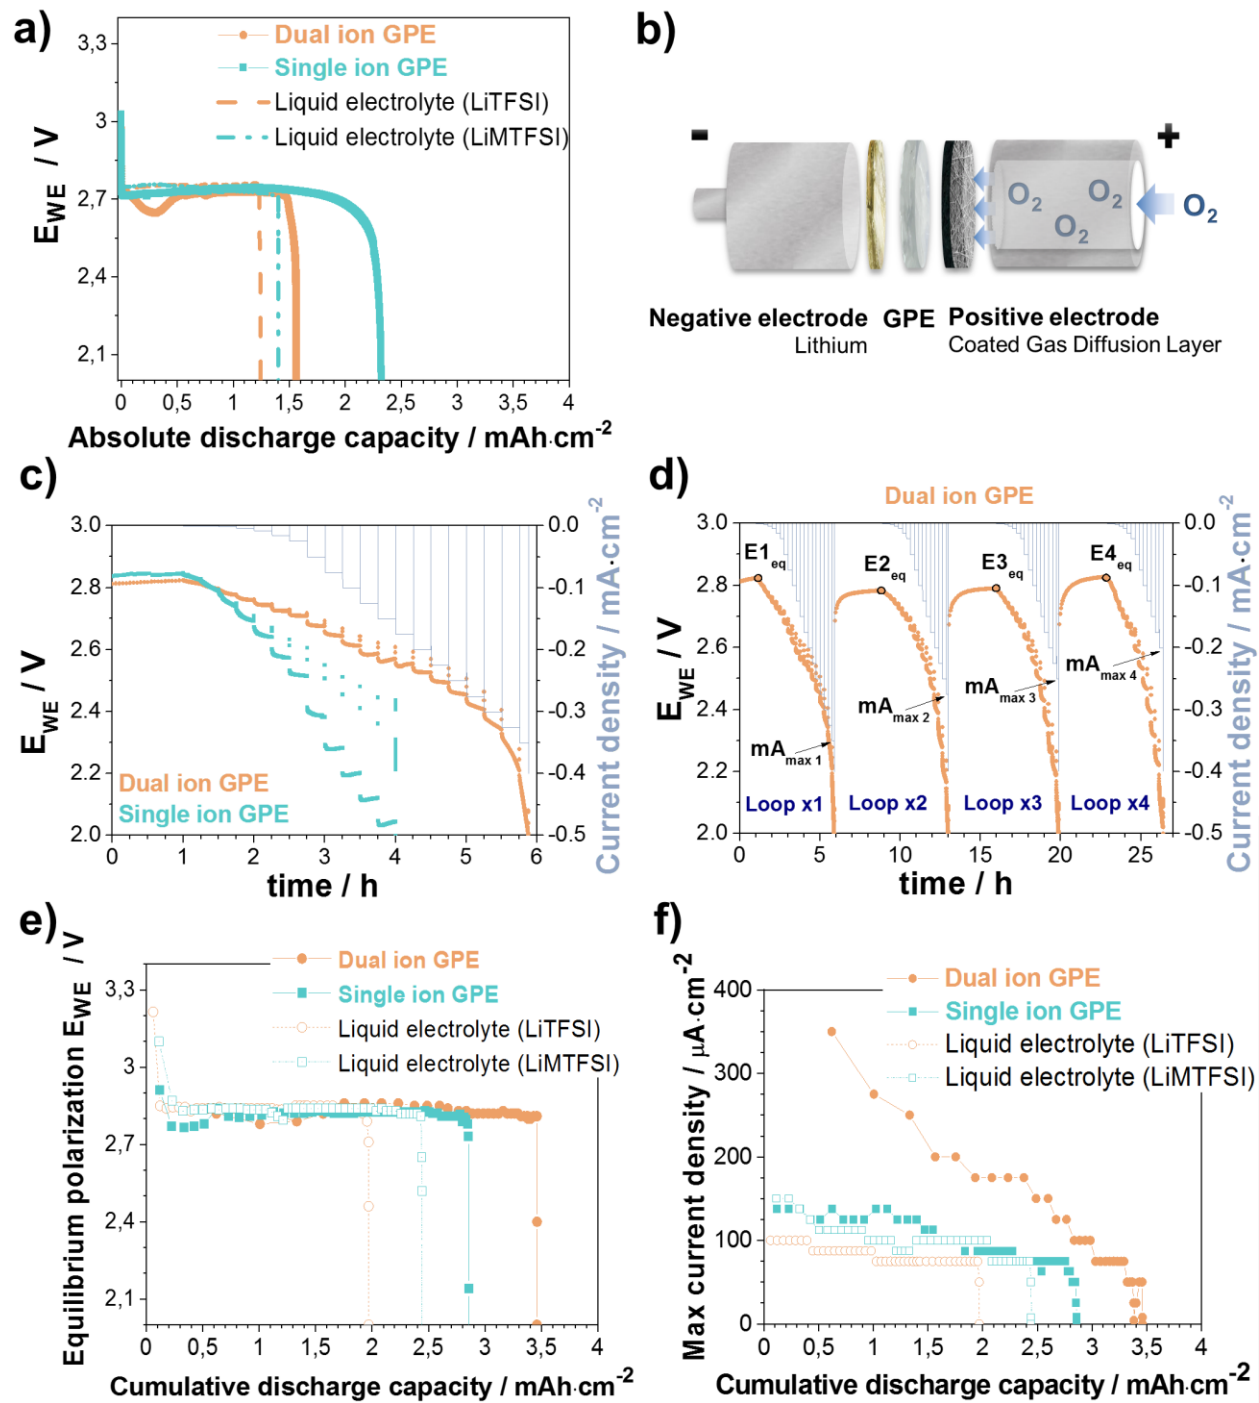 a)
Dual ion GPE
Single ion GPE
Liquid electrolyte (LiTFSI)
Liquid electrolyte (LiMTFSI)
3,3
3
2,7
2,4
2,1
E_WE / V
0 0,5 1 1,5 2 2,5 3 3,5 4
Absolute discharge capacity / mAh·cm⁻²
b)
- +
O₂ O₂ O₂ O₂
Negative electrode GPE Positive electrode
Lithium Coated Gas Diffusion Layer
c)
3.0
2.8
2.6
2.4
2.2
2.0
E_WE / V
0.0
-0.1
-0.2
-0.3
-0.4
-0.5
Current density / mA·cm⁻²
Dual ion GPE
Single ion GPE
0 1 2 3 4 5 6
time / h
d)
Dual ion GPE
3.0
2.8
2.6
2.4
2.2
2.0
E_WE / V
0.0
-0.1
-0.2
-0.3
-0.4
-0.5
Current density / mA·cm⁻²
E1eq E2eq E3eq E4eq
mA max 1
mA max 2
mA max 3
mA max 4
Loop x1 Loop x2 Loop x3 Loop x4
0 5 10 15 20 25
time / h
e)
Dual ion GPE
Single ion GPE
Liquid electrolyte (LiTFSI)
Liquid electrolyte (LiMTFSI)
3,3
3
2,7
2,4
2,1
Equilibrium polarization E_WE / V
0 0,5 1 1,5 2 2,5 3 3,5 4
Cumulative discharge capacity / mAh·cm⁻²
f)
Dual ion GPE
Single ion GPE
Liquid electrolyte (LiTFSI)
Liquid electrolyte (LiMTFSI)
400
300
200
100
0
Max current density / µA·cm⁻²
0 0,5 1 1,5 2 2,5 3 3,5 4
Cumulative discharge capacity / mAh·cm⁻²